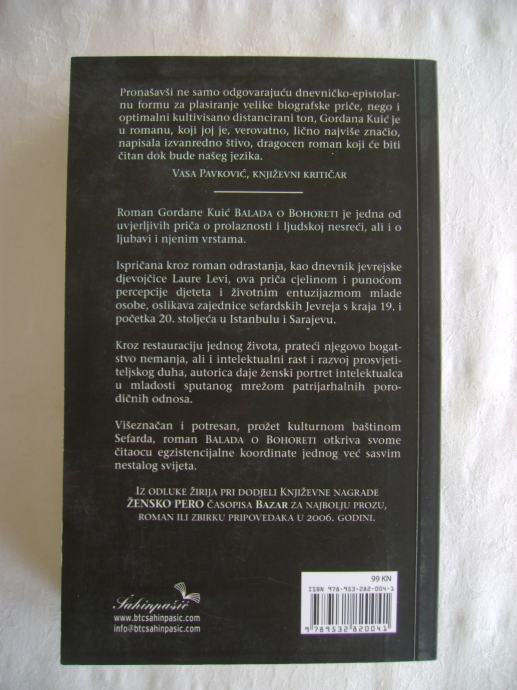 Pronašavši ne samo odgovarajuću dnevničko-epistolar-
nu formu za plasiranje velike biografske priče, nego i
optimalni kultivisano distancirani ton, Gordana Kuić je
u romanu, koji joj je, verovatno, lično najviše značio,
napisala izvanredno štivo, dragocen roman koji će biti
čitan dok bude našeg jezika.
Vasa Pavković, književni kritičar
Roman Gordane Kuić Balada o Bohoreti je jedna od
uvjerljivih priča o prolaznosti i ljudskoj nesreći, ali i o
ljubavi i njenim vrstama.
Ispričana kroz roman odrastanja, kao dnevnik jevrejske
djevojčice Laure Levi, ova priča cjelinom i punoćom
percepcije djeteta i životnim entuzijazmom mlade
osobe, oslikava zajednice sefardskih Jevreja s kraja 19. i
početka 20. stoljeća u Istanbulu i Sarajevu.
Kroz restauraciju jednog života, prateći njegovo bogat-
stvo nemanja, ali i intelektualni rast i razvoj prosvjeti-
teljskog duha, autorica daje ženski portret intelektualca
u mladosti sputanog mrežom patrijarhalnih poro-
dičnih odnosa.
Višeznačan i potresan, prožet kulturnom baštinom
Sefarda, roman Balada o Bohoreti otkriva svome
čitaocu egzistencijalne koordinate jednog već sasvim
nestalog svijeta.
Iz odluke žirija pri dodjeli Književne nagrade
ŽENSKO PERO časopisa Bazar za najbolju prozu,
roman ili zbirku pripovedaka u 2006. godini.
99 KN
ISBN 978-953-282-004-1
9789532820041
Šahinpašić
www.btcsahinpasic.com
info@btcsahinpasic.com